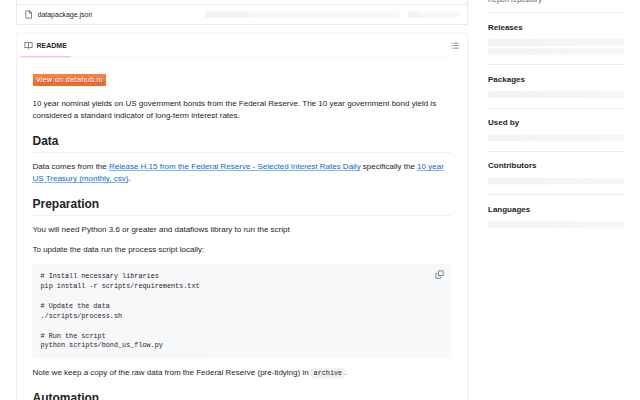 datapackage.json
README
view on datahub.io
10 year nominal yields on US government bonds from the Federal Reserve. The 10 year government bond yield is
considered a standard indicator of long-term interest rates.
Data
Data comes from the Release H.15 from the Federal Reserve - Selected Interest Rates Daily specifically the 10 year
US Treasury (monthly, csv).
Preparation
You will need Python 3.6 or greater and dataflows library to run the script
To update the data run the process script locally:
# Install necessary libraries
pip install -r scripts/requirements.txt
# Update the data
./scripts/process.sh
# Run the script
python scripts/bond_us_flow.py
Note we keep a copy of the raw data from the Federal Reserve (pre-tidying) in archive.
Automation
Report repository
Releases
Packages
Used by
Contributors
Languages